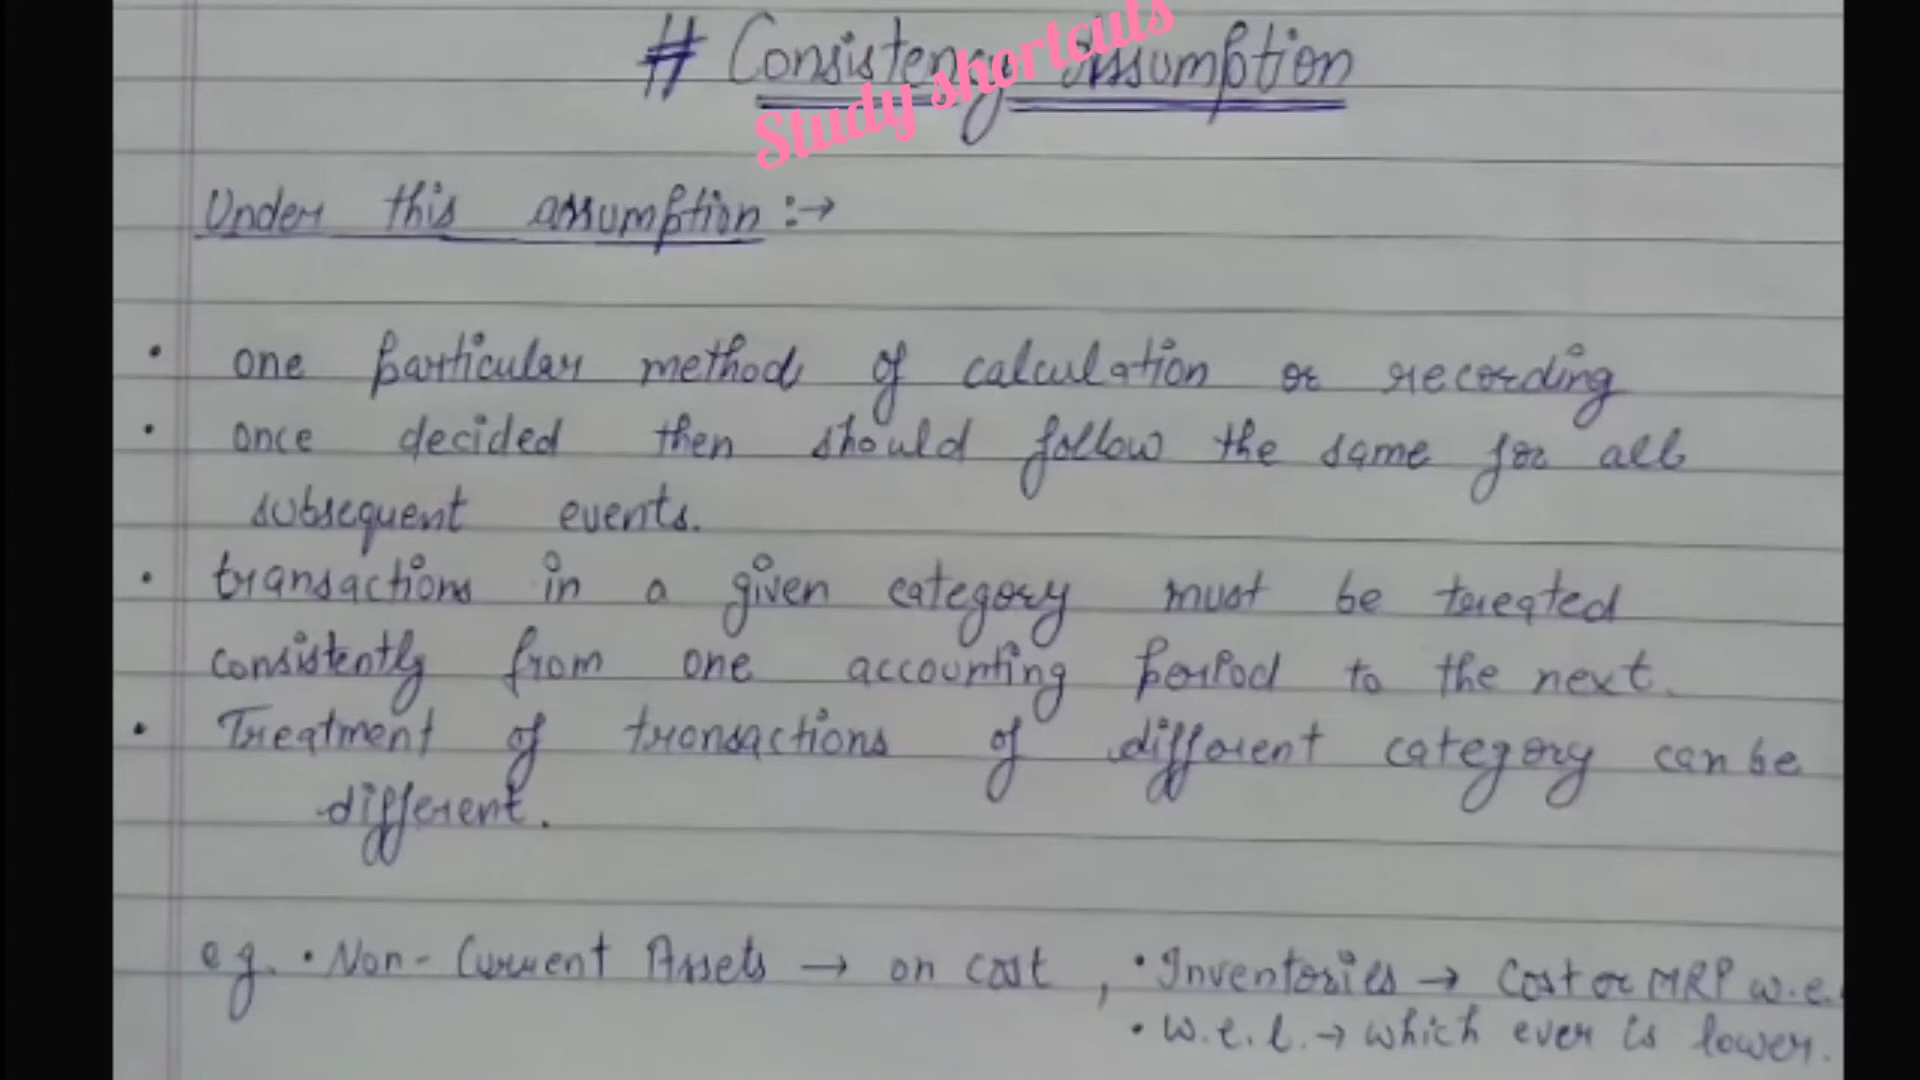 # Consistency Assumption
Study shortcuts
Under this assumption :→
• one particular method of calculation or recording
• once decided then should follow the same for all
subsequent events.
• transactions in a given category must be treated
consistently from one accounting period to the next.
• Treatment of transactions of different category can be
different.
e.g. • Non-Current Assets → on cost , • Inventories → Cost or MRP w.e.
• w.e.l. → which ever is lower.